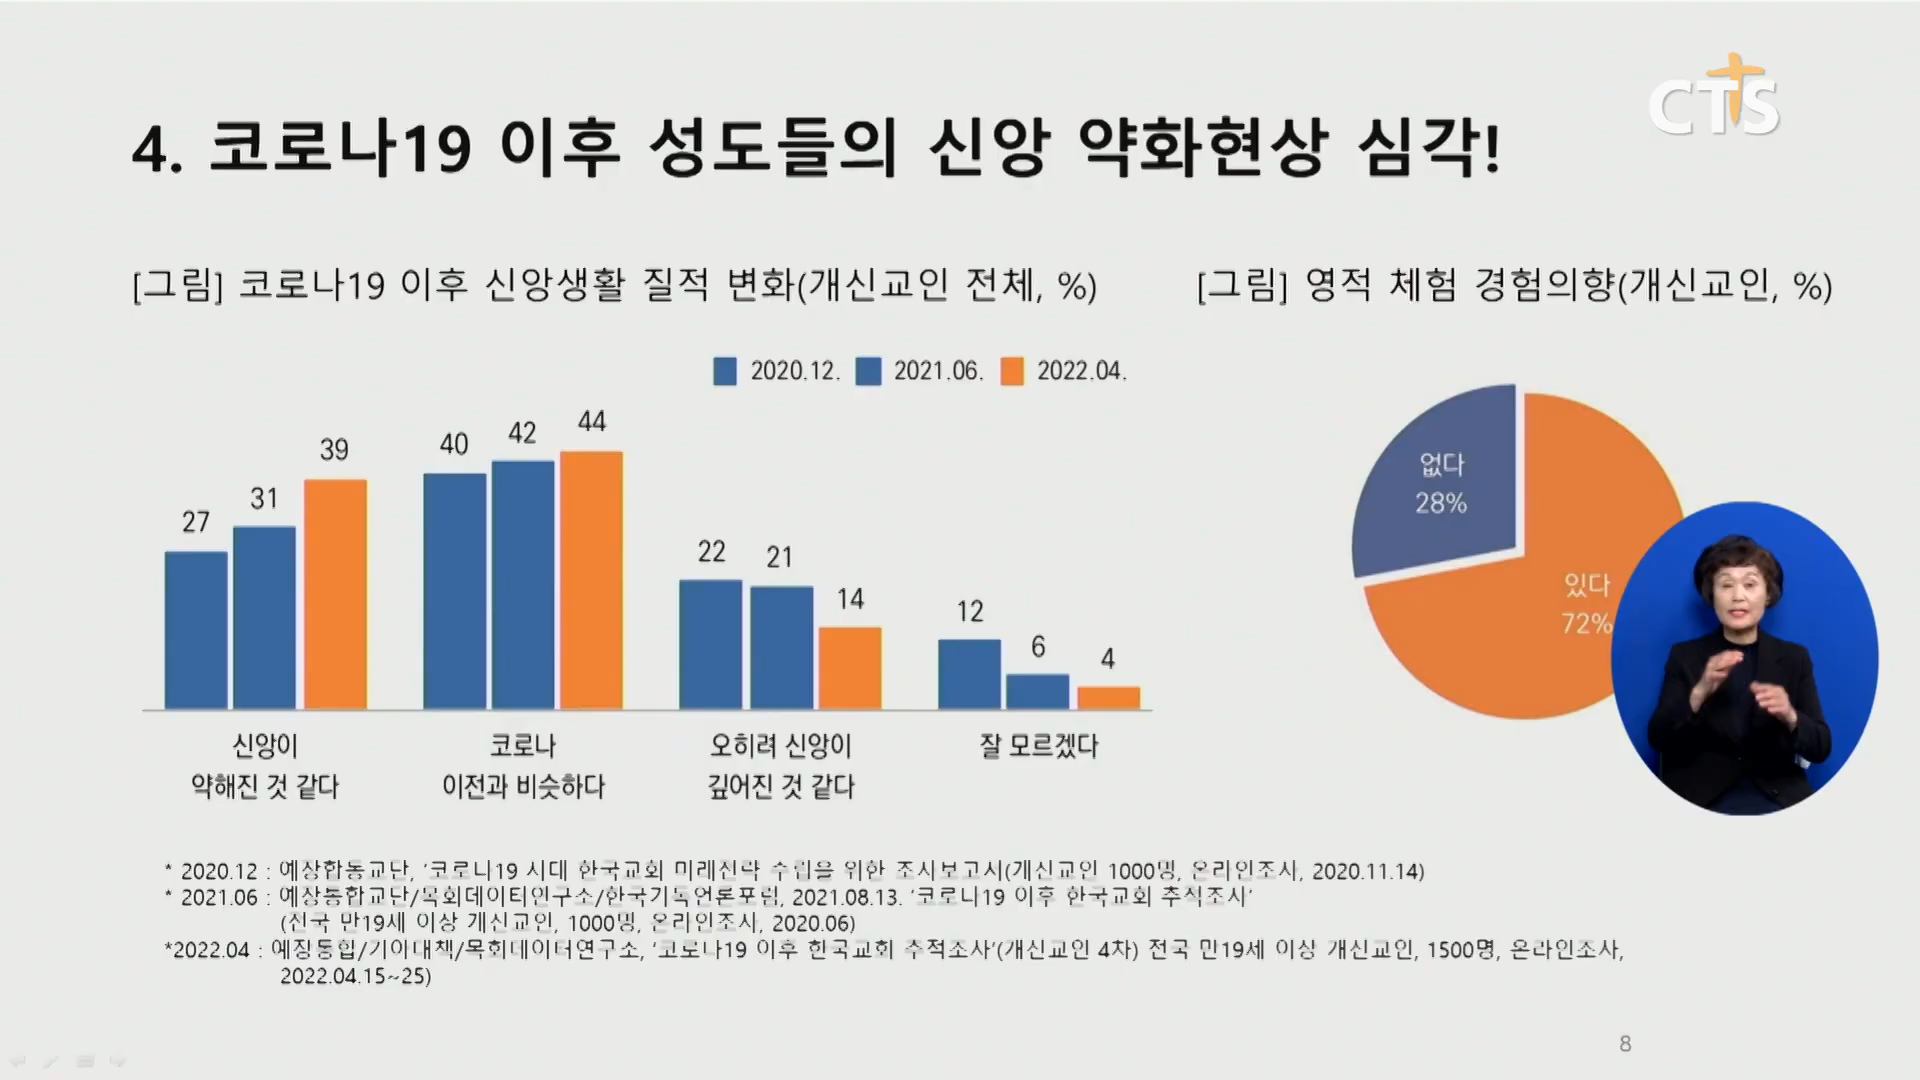 CTS
4. 코로나19 이후 성도들의 신앙 약화현상 심각!
[그림] 코로나19 이후 신앙생활 질적 변화(개신교인 전체, %)
[그림] 영적 체험 경험의향(개신교인, %)
2020.12. 2021.06. 2022.04.
27 31 39 40 42 44 22 21 14 12 6 4
신앙이
약해진 것 같다
코로나
이전과 비슷하다
오히려 신앙이
깊어진 것 같다
잘 모르겠다
없다
28%
있다
72%
* 2020.12 : 예장합동교단, '코로나19 시대 한국교회 미래전략 수립을 위한 조사보고서(개신교인 1000명, 온라인조사, 2020.11.14)
* 2021.06 : 예장통합교단/목회데이터연구소/한국기독언론포럼, 2021.08.13. '코로나19 이후 한국교회 추적조사'
(전국 만19세 이상 개신교인, 1000명, 온라인조사, 2020.06)
*2022.04 : 예장통합/기아대책/목회데이터연구소, '코로나19 이후 한국교회 추적조사'(개신교인 4차) 전국 만19세 이상 개신교인, 1500명, 온라인조사,
2022.04.15~25)
8